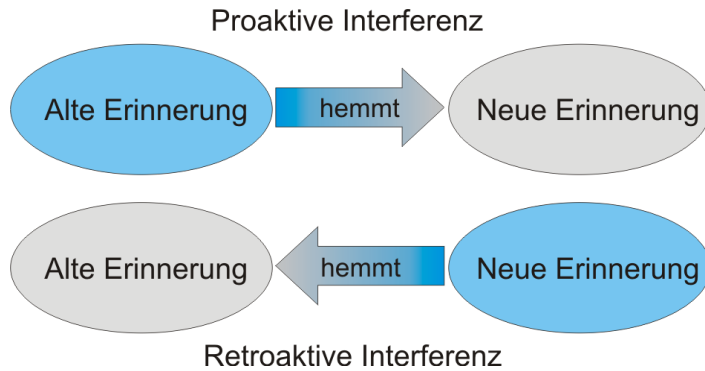 Proaktive Interferenz
Alte Erinnerung
hemmt
Neue Erinnerung
Alte Erinnerung
hemmt
Neue Erinnerung
Retroaktive Interferenz